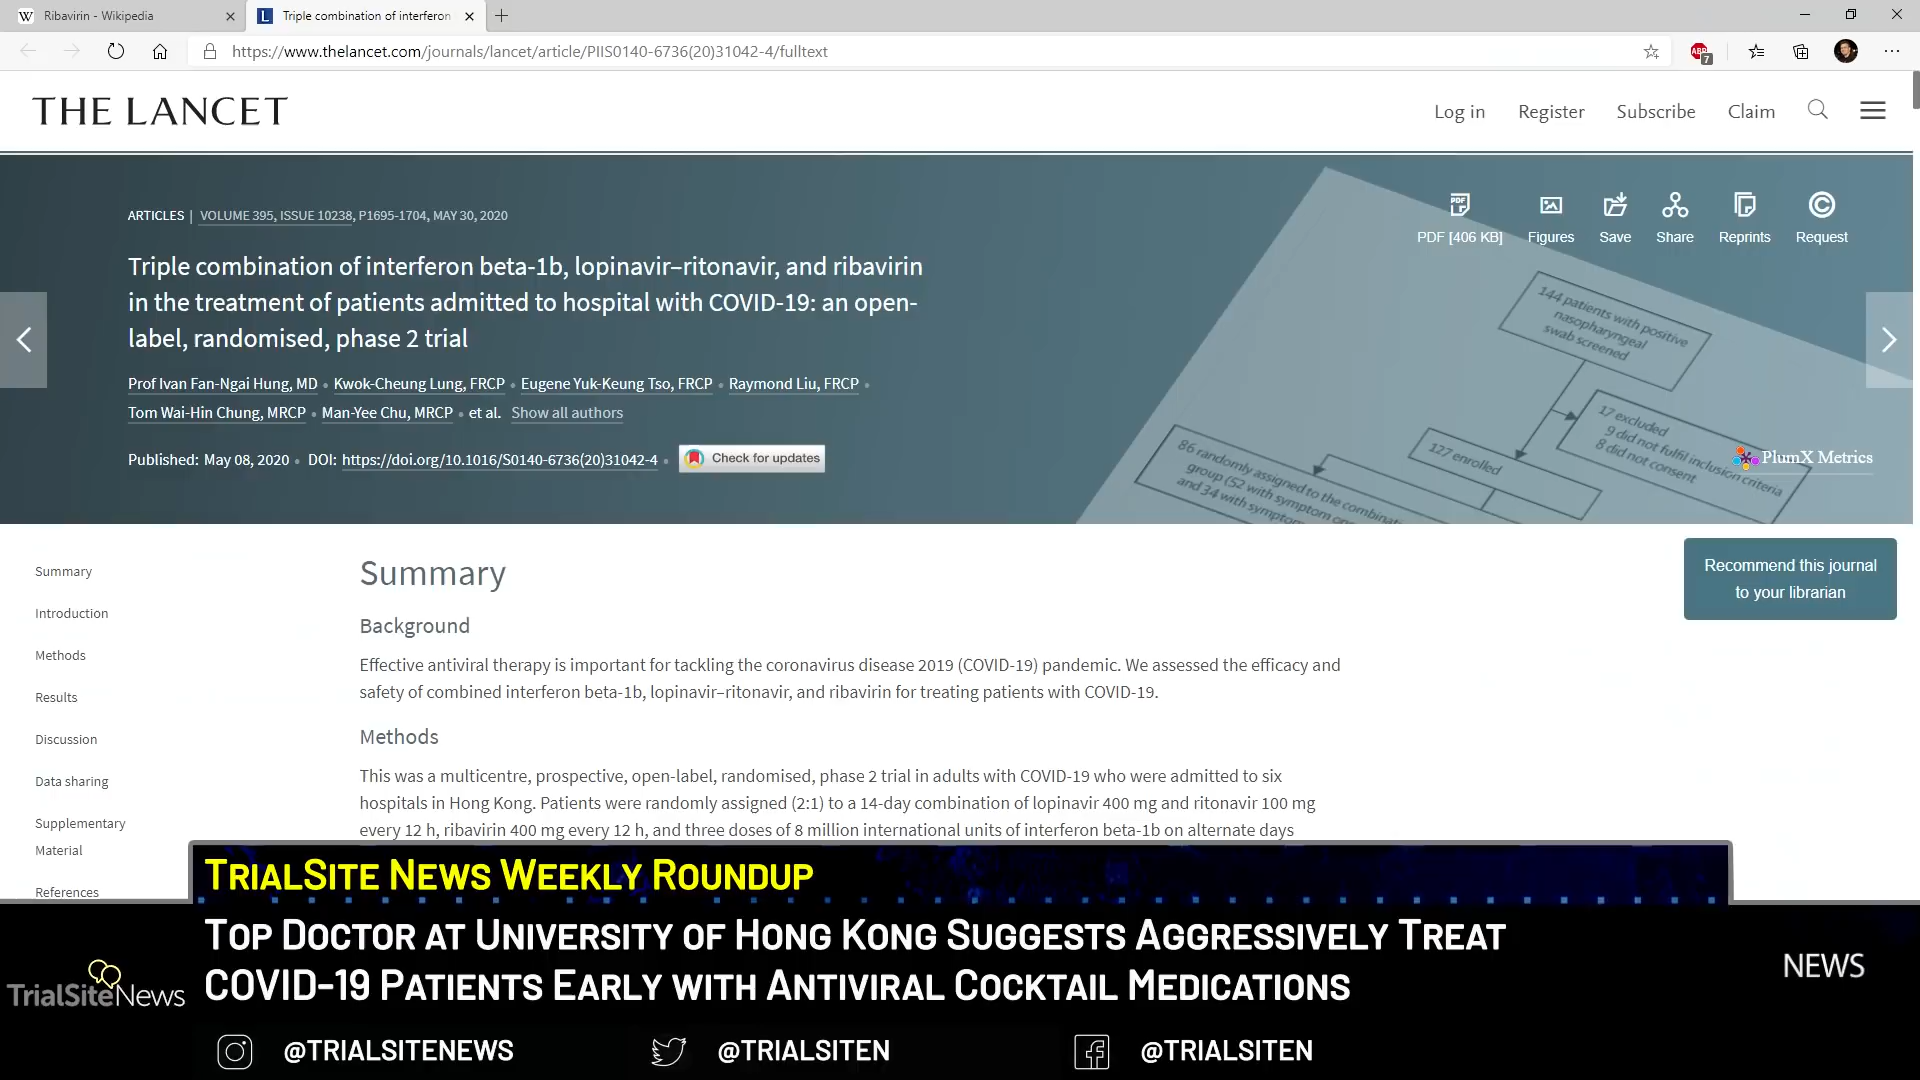 Ribavirin - Wikipedia
Triple combination of interferon
https://www.thelancet.com/journals/lancet/article/PIIS0140-6736(20)31042-4/fulltext
ABP
7
THE LANCET
Log in
Register
Subscribe
Claim
ARTICLES | VOLUME 395, ISSUE 10238, P1695-1704, MAY 30, 2020
PDF [406 KB]
Figures
Save
Share
Reprints
Request
Triple combination of interferon beta-1b, lopinavir–ritonavir, and ribavirin
in the treatment of patients admitted to hospital with COVID-19: an open-
label, randomised, phase 2 trial
Prof Ivan Fan-Ngai Hung, MD • Kwok-Cheung Lung, FRCP • Eugene Yuk-Keung Tso, FRCP • Raymond Liu, FRCP •
Tom Wai-Hin Chung, MRCP • Man-Yee Chu, MRCP • et al. Show all authors
Published: May 08, 2020 • DOI: https://doi.org/10.1016/S0140-6736(20)31042-4 •
Check for updates
144 patients with positive
nasopharyngeal
swab screened
17 excluded
9 did not fulfil inclusion criteria
8 did not consent
127 enrolled
86 randomly assigned to the combination
group (52 with symptom
and 34 with
PlumX Metrics
Summary
Introduction
Methods
Results
Discussion
Data sharing
Supplementary
Material
References
Summary
Background
Effective antiviral therapy is important for tackling the coronavirus disease 2019 (COVID-19) pandemic. We assessed the efficacy and
safety of combined interferon beta-1b, lopinavir–ritonavir, and ribavirin for treating patients with COVID-19.
Methods
This was a multicentre, prospective, open-label, randomised, phase 2 trial in adults with COVID-19 who were admitted to six
hospitals in Hong Kong. Patients were randomly assigned (2:1) to a 14-day combination of lopinavir 400 mg and ritonavir 100 mg
every 12 h, ribavirin 400 mg every 12 h, and three doses of 8 million international units of interferon beta-1b on alternate days
Recommend this journal
to your librarian
TRIALSITE NEWS WEEKLY ROUNDUP
TOP DOCTOR AT UNIVERSITY OF HONG KONG SUGGESTS AGGRESSIVELY TREAT
COVID-19 PATIENTS EARLY WITH ANTIVIRAL COCKTAIL MEDICATIONS
TrialSiteNews
NEWS
@TRIALSITENEWS
@TRIALSITEN
@TRIALSITEN